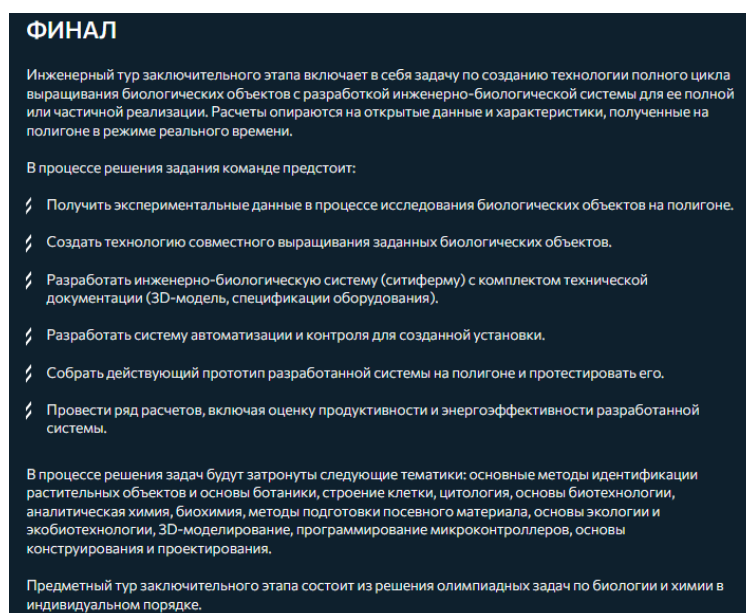 ФИНАЛ
Инженерный тур заключительного этапа включает в себя задачу по созданию технологии полного цикла
выращивания биологических объектов с разработкой инженерно-биологической системы для ее полной
или частичной реализации. Расчеты опираются на открытые данные и характеристики, полученные на
полигоне в режиме реального времени.
В процессе решения задания команде предстоит:
Получить экспериментальные данные в процессе исследования биологических объектов на полигоне.
Создать технологию совместного выращивания заданных биологических объектов.
Разработать инженерно-биологическую систему (ситиферму) с комплектом технической
документации (3D-модель, спецификации оборудования).
Разработать систему автоматизации и контроля для созданной установки.
Собрать действующий прототип разработанной системы на полигоне и протестировать его.
Провести ряд расчетов, включая оценку продуктивности и энергоэффективности разработанной
системы.
В процессе решения задач будут затронуты следующие тематики: основные методы идентификации
растительных объектов и основы ботаники, строение клетки, цитология, основы биотехнологии,
аналитическая химия, биохимия, методы подготовки посевного материала, основы экологии и
экобиотехнологии, 3D-моделирование, программирование микроконтроллеров, основы
конструирования и проектирования.
Предметный тур заключительного этапа состоит из решения олимпиадных задач по биологии и химии в
индивидуальном порядке.